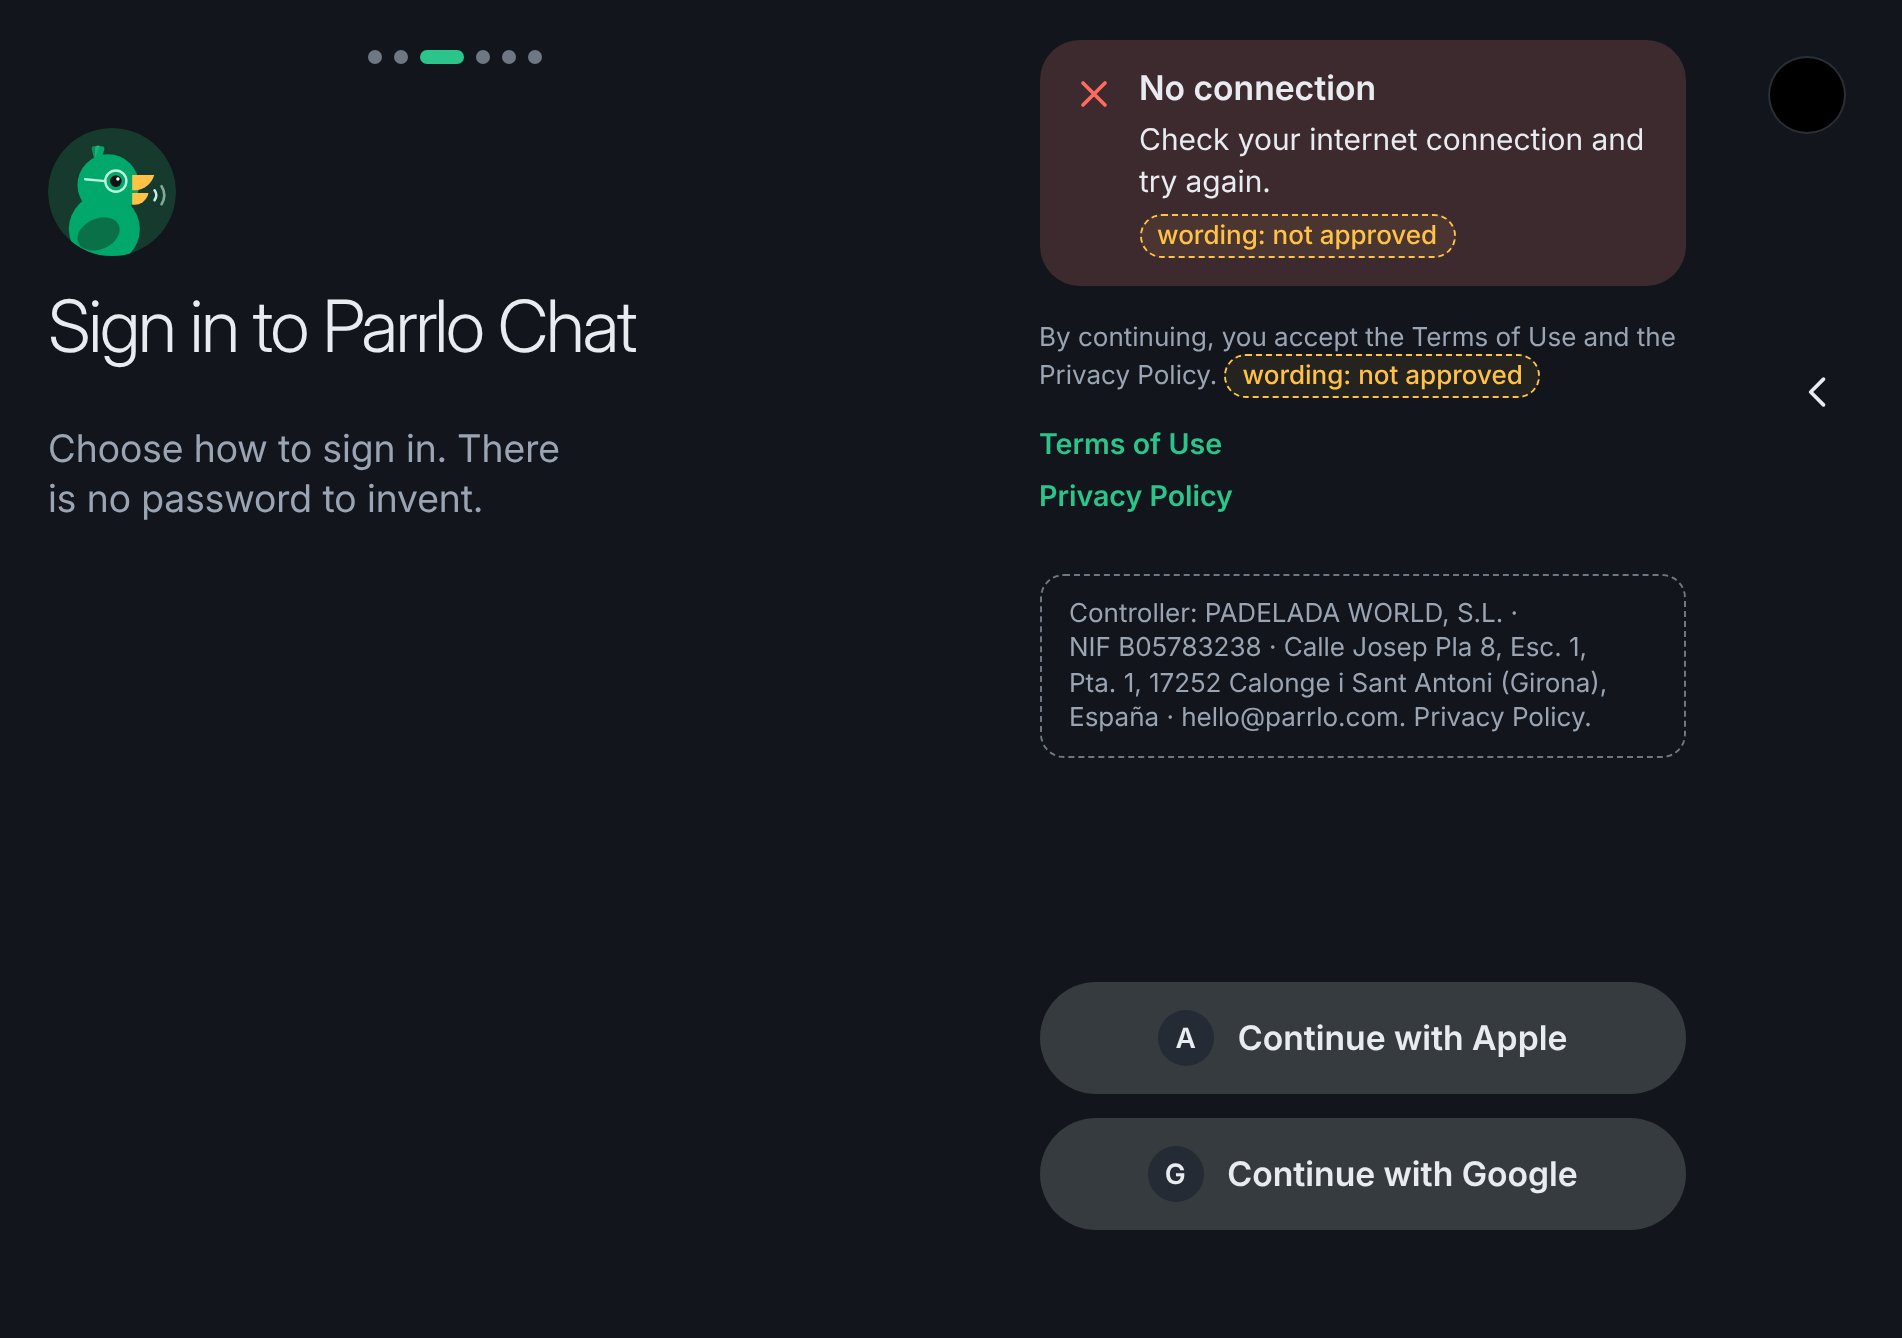 Sign in to Parrlo Chat
Choose how to sign in. There
is no password to invent.
No connection
Check your internet connection and
try again.
wording: not approved
By continuing, you accept the Terms of Use and the
Privacy Policy. wording: not approved
Terms of Use
Privacy Policy
Controller: PADELADA WORLD, S.L. ·
NIF B05783238 · Calle Josep Pla 8, Esc. 1,
Pta. 1, 17252 Calonge i Sant Antoni (Girona),
España · hello@parrlo.com. Privacy Policy.
A Continue with Apple
G Continue with Google